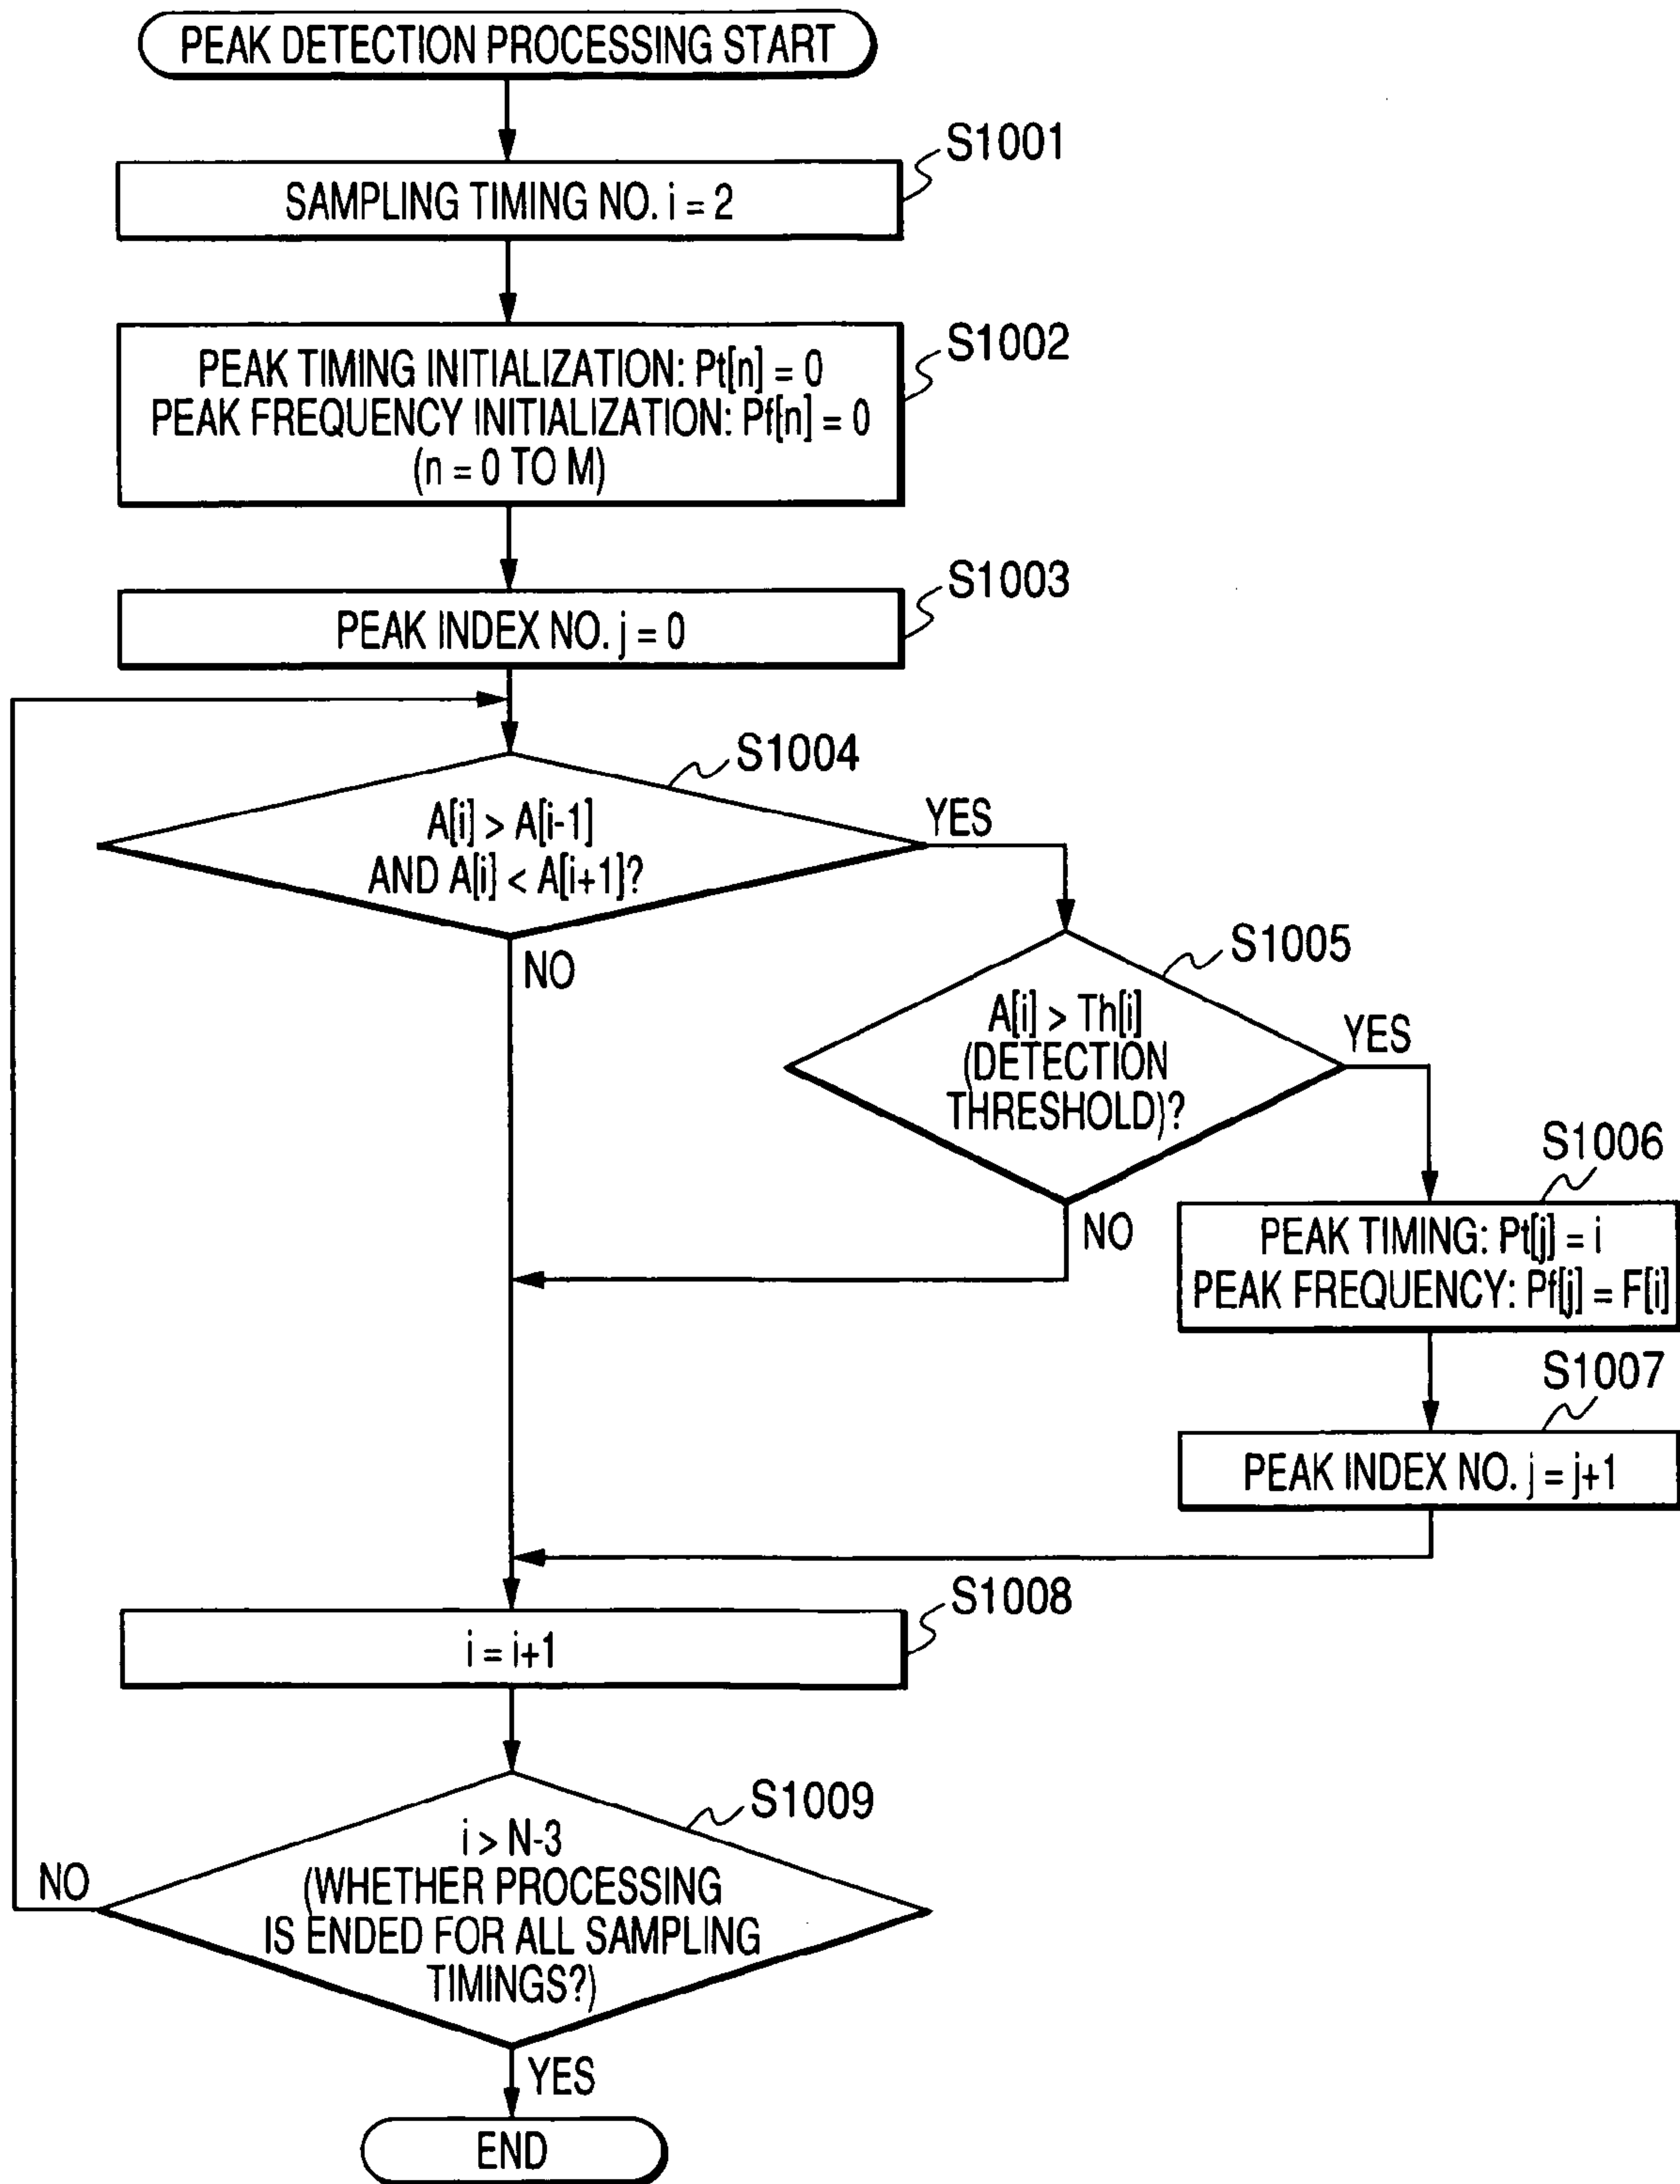 PEAK DETECTION PROCESSING START
S1001
SAMPLING TIMING NO. i = 2
S1002
PEAK TIMING INITIALIZATION: Pt[n] = 0
PEAK FREQUENCY INITIALIZATION: Pf[n] = 0
(n = 0 TO M)
S1003
PEAK INDEX NO. j = 0
S1004
A[i] > A[i-1]
AND A[i] < A[i+1]?
YES
NO
S1005
A[i] > Th[i]
(DETECTION
THRESHOLD)?
YES
NO
S1006
PEAK TIMING: Pt[j] = i
PEAK FREQUENCY: Pf[j] = F[i]
S1007
PEAK INDEX NO. j = j+1
S1008
i = i+1
S1009
i > N-3
(WHETHER PROCESSING
IS ENDED FOR ALL SAMPLING
TIMINGS?)
NO
YES
END